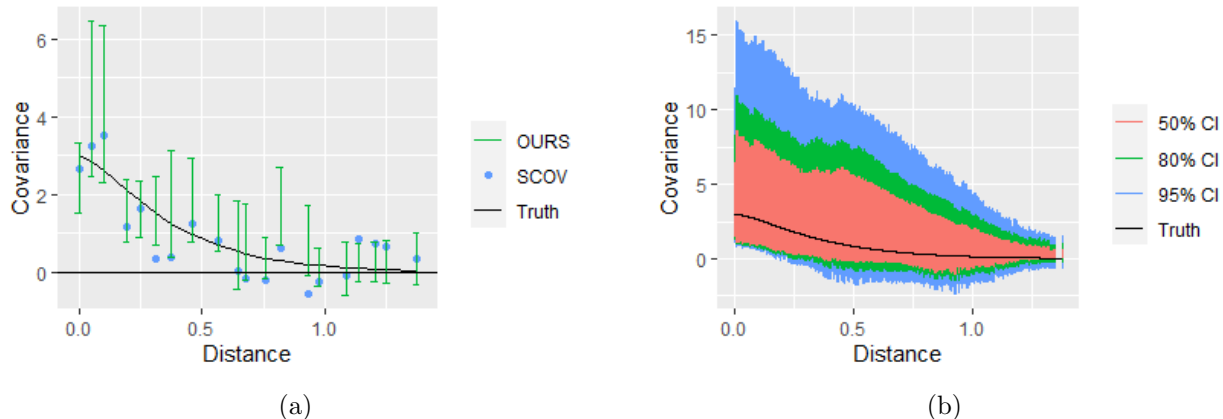 6
4
2
0
Covariance
0.0
0.5
1.0
Distance
OURS
SCOV
Truth
(a)
15
10
5
0
Covariance
0.0
0.5
1.0
Distance
50% CI
80% CI
95% CI
Truth
(b)